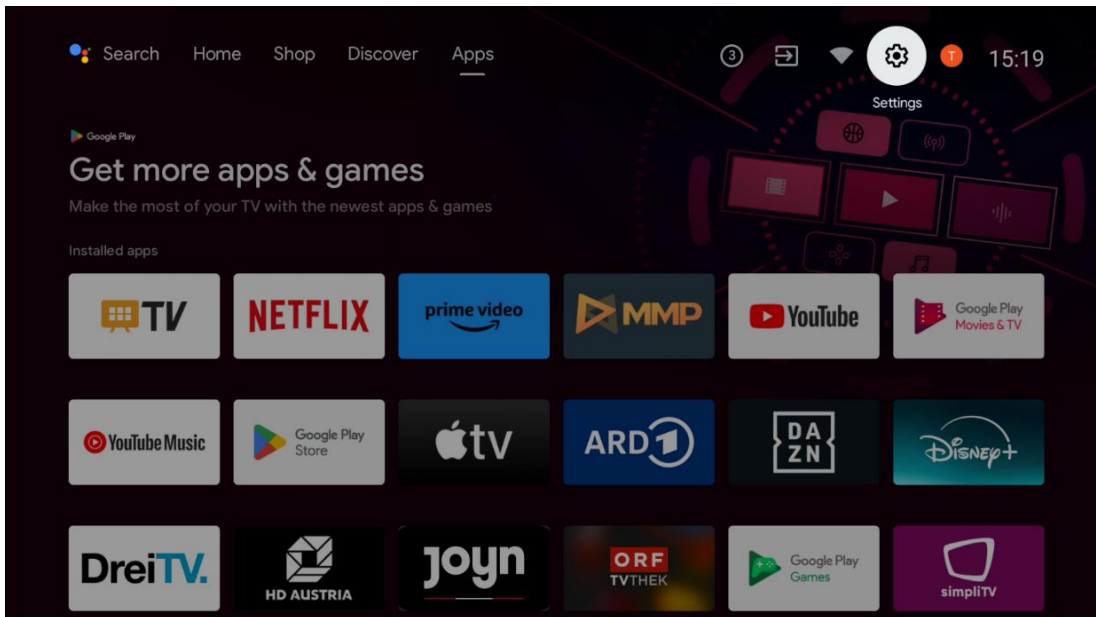 Search Home Shop Discover Apps 3 T 15:19
Settings
Google Play
Get more apps & games
Make the most of your TV with the newest apps & games
Installed apps
TV NETFLIX prime video MMP YouTube Google Play
Movies & TV
YouTube Music Google Play
Store tv ARD 1 DA
ZN Disney+
DreiTV. HD AUSTRIA joyn ORF
TVTHEK Google Play
Games simpliTV